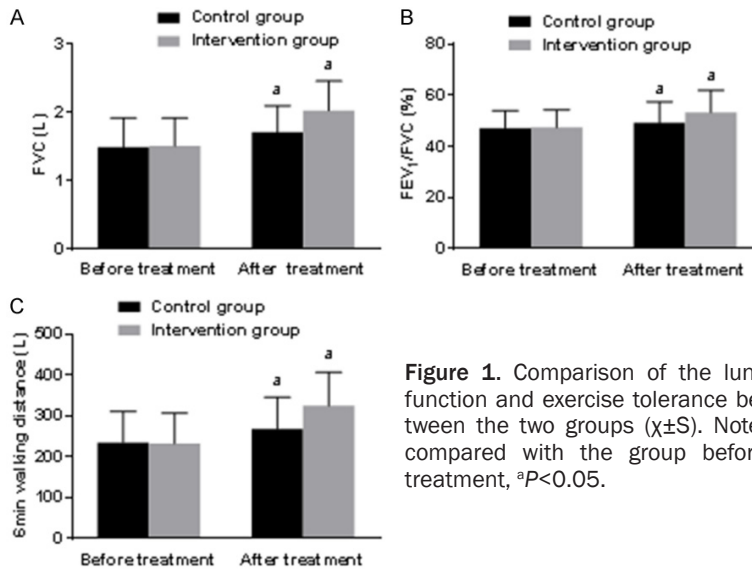 A
Control group
Intervention group
3
2
1
0
FVC (L)
a
a
Before treatment
After treatment
B
Control group
Intervention group
80
60
40
20
0
FEV₁/FVC (%)
a
a
Before treatment
After treatment
C
Control group
Intervention group
500
400
300
200
100
0
6min walking distance (L)
a
a
Before treatment
After treatment
Figure 1. Comparison of the lun
function and exercise tolerance be
tween the two groups (χ±S). Note
compared with the group befor
treatment, ᵃP<0.05.